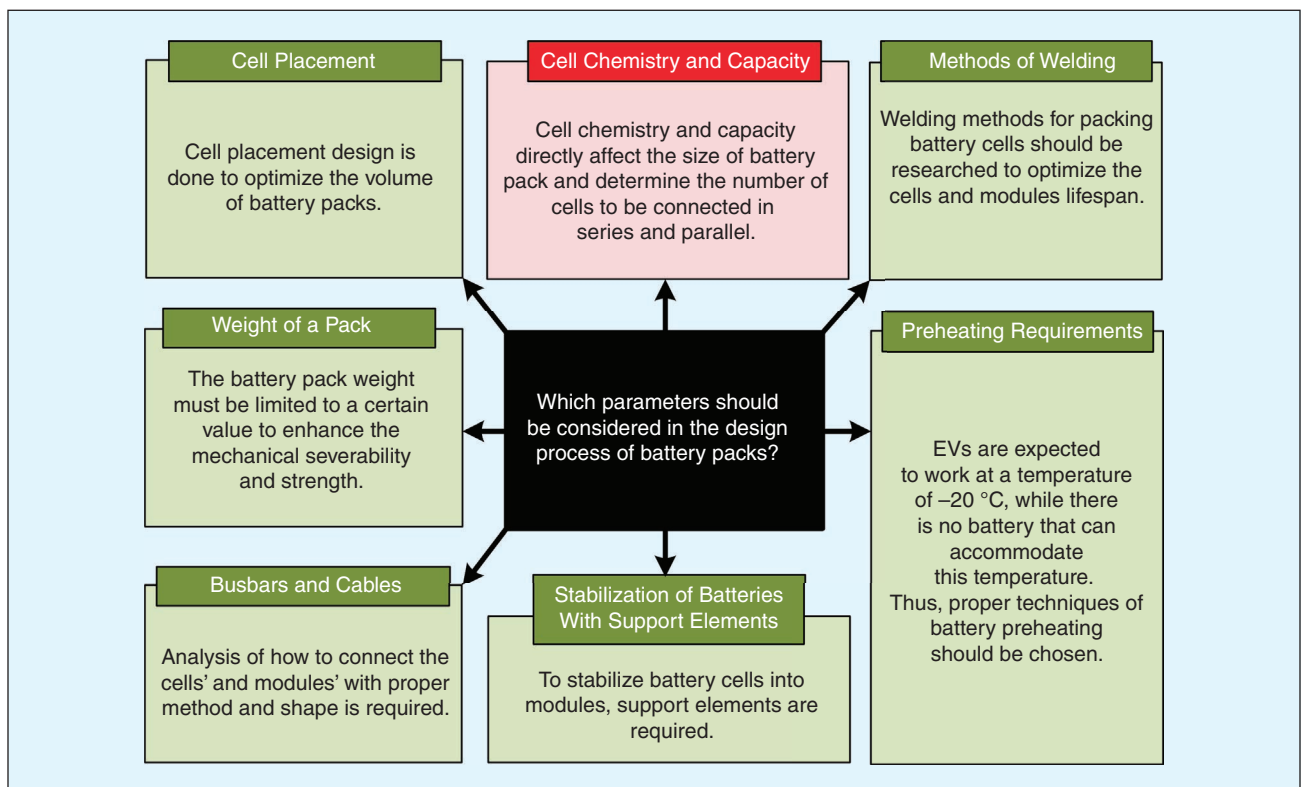 Cell Placement
Cell placement design is
done to optimize the volume
of battery packs.
Cell Chemistry and Capacity
Cell chemistry and capacity
directly affect the size of battery
pack and determine the number of
cells to be connected in
series and parallel.
Methods of Welding
Welding methods for packing
battery cells should be
researched to optimize the
cells and modules lifespan.
Weight of a Pack
The battery pack weight
must be limited to a certain
value to enhance the
mechanical severability
and strength.
Which parameters should
be considered in the design
process of battery packs?
Preheating Requirements
EVs are expected
to work at a temperature
of –20 °C, while there
is no battery that can
accommodate
this temperature.
Thus, proper techniques of
battery preheating
should be chosen.
Busbars and Cables
Analysis of how to connect the
cells’ and modules’ with proper
method and shape is required.
Stabilization of Batteries
With Support Elements
To stabilize battery cells into
modules, support elements are
required.